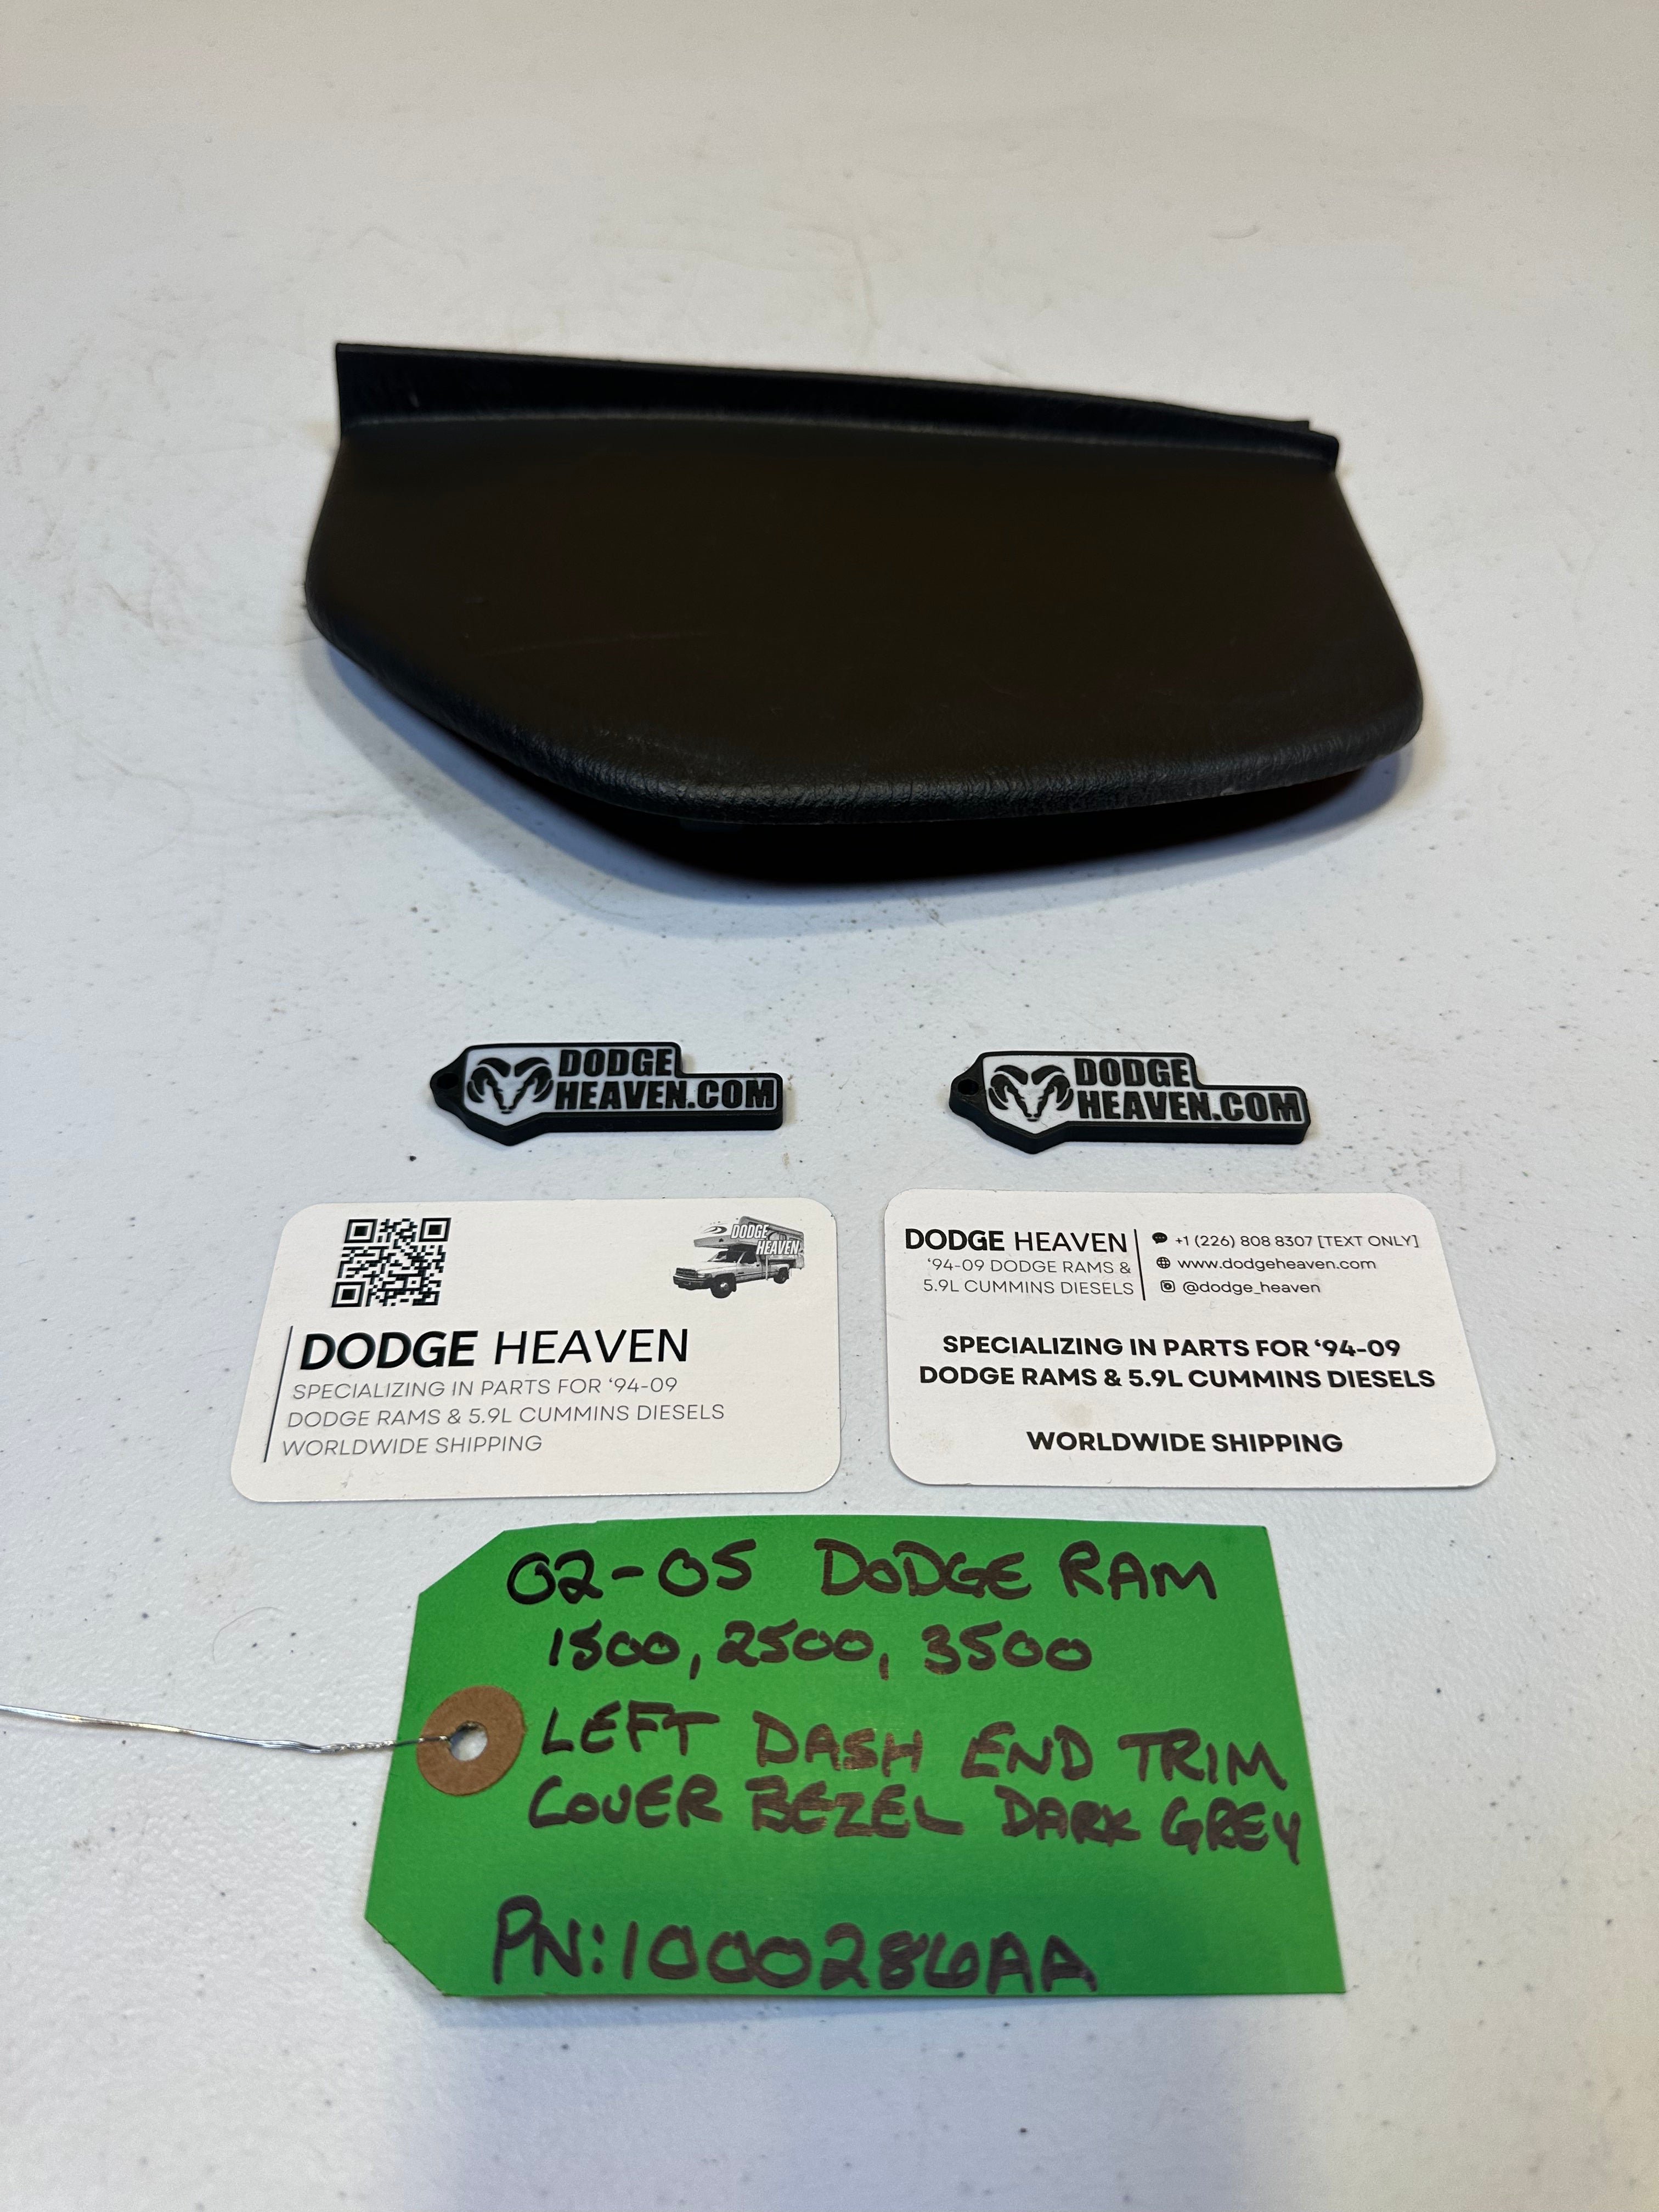 DODGE
HEAVEN.COM
DODGE
HEAVEN.COM
DODGE
HEAVEN
DODGE HEAVEN
SPECIALIZING IN PARTS FOR ‘94-09
DODGE RAMS & 5.9L CUMMINS DIESELS
WORLDWIDE SHIPPING
DODGE HEAVEN
‘94-09 DODGE RAMS &
5.9L CUMMINS DIESELS
+1 (226) 808 8307 [TEXT ONLY]
www.dodgeheaven.com
@dodge_heaven
SPECIALIZING IN PARTS FOR ‘94-09
DODGE RAMS & 5.9L CUMMINS DIESELS
WORLDWIDE SHIPPING
02-05 DODGE RAM
1500, 2500, 3500
LEFT DASH END TRIM
COVER BEZEL DARK GREY
PN:1000286AA